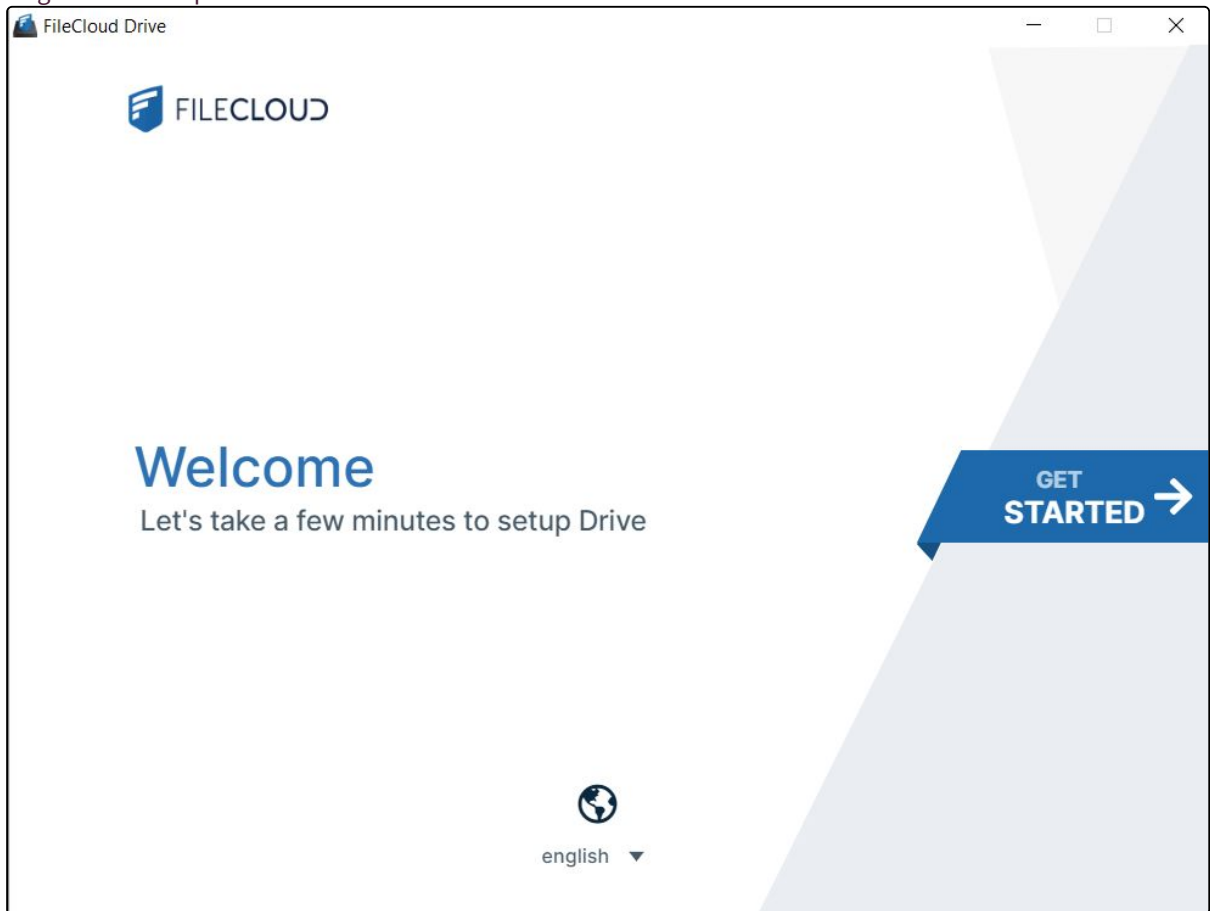 FileCloud Drive
FILECLOUD
Welcome
Let's take a few minutes to setup Drive
GET
STARTED
english